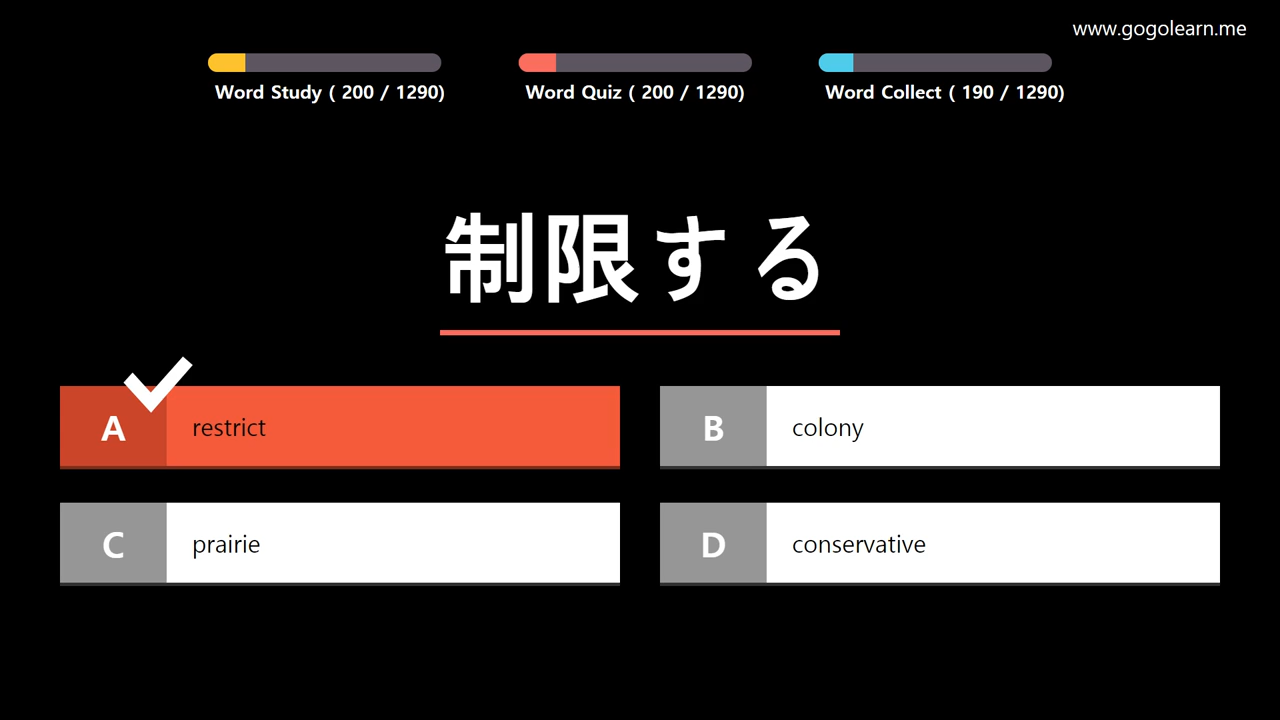 www.gogolearn.me
Word Study ( 200 / 1290)
Word Quiz ( 200 / 1290)
Word Collect ( 190 / 1290)
制限する
A restrict
B colony
C prairie
D conservative